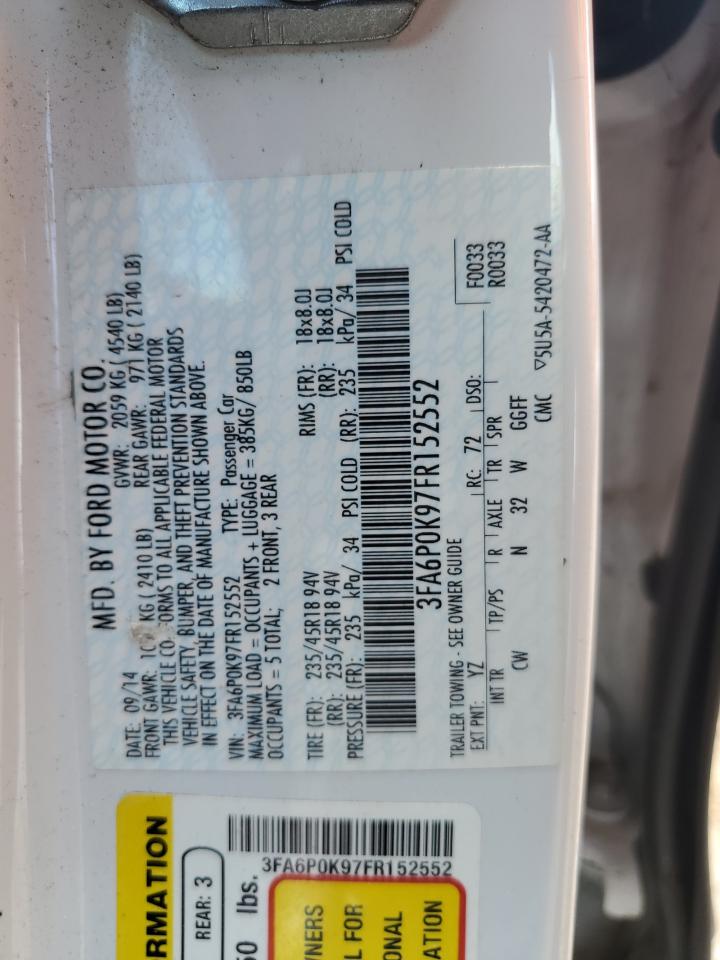 MFD. BY FORD MOTOR CO.
DATE: 09/14 GVWR: 2059 KG ( 4540 LB)
FRONT GAWR: KG ( 2410 LB) REAR GAWR: 971 KG ( 2140 LB)
THIS VEHICLE TO ALL APPLICABLE FEDERAL MOTOR
VEHICLE SAFETY, BUMPER, AND THEFT PREVENTION STANDARDS
IN EFFECT ON THE DATE OF MANUFACTURE SHOWN ABOVE.
VIN: 3FA6P0K97FR152552 TYPE: Passenger Car
MAXIMUM LOAD = OCCUPANTS + LUGGAGE = 385KG/ 850LB
OCCUPANTS = 5 TOTAL; 2 FRONT, 3 REAR
TIRE (FR): 235/45R18 94V RIMS (FR): 18x8.0J
(RR): 235/45R18 94V (RR): 18x8.0J
PRESSURE (FR): 235 kPa/ 34 PSI COLD (RR): 235 kPa/ 34 PSI COLD
3FA6P0K97FR152552
TRAILER TOWING - SEE OWNER GUIDE F0033
EXT PNT: YZ RC: 72 DSO: R0033
INT TR TP/PS R AXLE TR SPR
CW N 32 W GGFF
CMC ▽5U5A-5420472-AA
RMATION
REAR: 3
50 lbs.
3FA6P0K97FR152552
WNERS
L FOR
ONAL
ATION